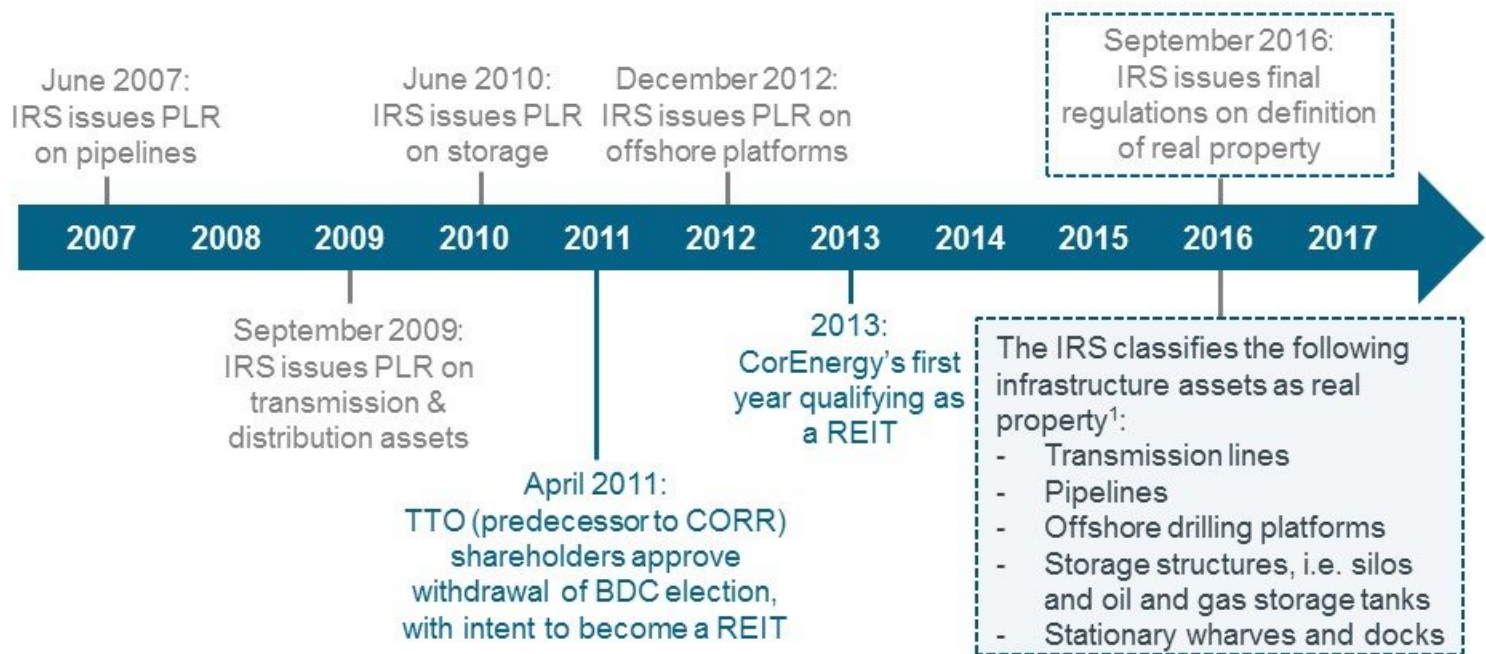 June 2007:
IRS issues PLR
on pipelines
June 2010:
IRS issues PLR
on storage
December 2012:
IRS issues PLR on
offshore platforms
September 2016:
IRS issues final
regulations on definition
of real property
2007 2008 2009 2010 2011 2012 2013 2014 2015 2016 2017
September 2009:
IRS issues PLR on
transmission &
distribution assets
April 2011:
TTO (predecessor to CORR)
shareholders approve
withdrawal of BDC election,
with intent to become a REIT
2013:
CorEnergy’s first
year qualifying as
a REIT
The IRS classifies the following
infrastructure assets as real
property¹:
- Transmission lines
- Pipelines
- Offshore drilling platforms
- Storage structures, i.e. silos
and oil and gas storage tanks
- Stationary wharves and docks